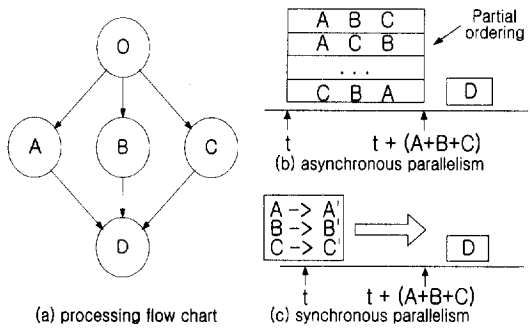 O
A
B
C
D
(a) processing flow chart
A B C
A C B
. . .
C B A
Partial
ordering
D
t
t + (A+B+C)
(b) asynchronous parallelism
A -> A'
B -> B'
C -> C'
D
t
t + (A+B+C)
(c) synchronous parallelism